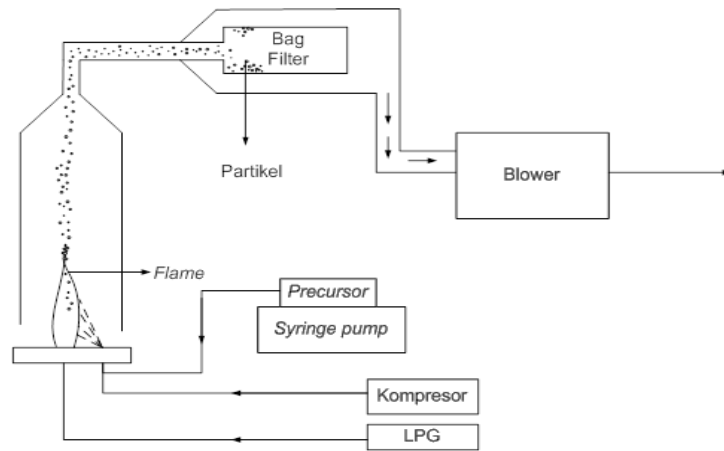 Bag
Filter
Partikel
Blower
Flame
Precursor
Syringe pump
Kompresor
LPG